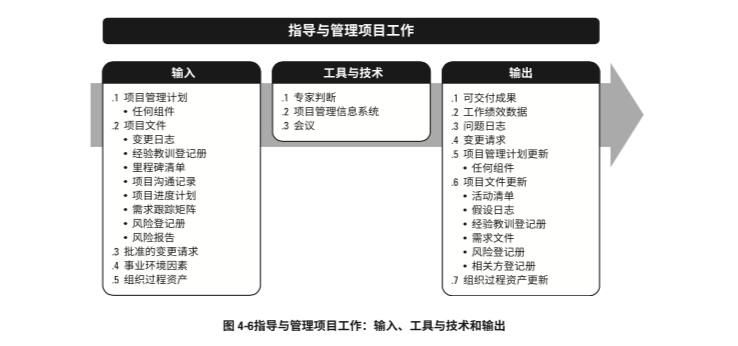 指导与管理项目工作
输入
.1 项目管理计划
• 任何组件
.2 项目文件
• 变更日志
• 经验教训登记册
• 里程碑清单
• 项目沟通记录
• 项目进度计划
• 需求跟踪矩阵
• 风险登记册
• 风险报告
.3 批准的变更请求
.4 事业环境因素
.5 组织过程资产
工具与技术
.1 专家判断
.2 项目管理信息系统
.3 会议
输出
.1 可交付成果
.2 工作绩效数据
.3 问题日志
.4 变更请求
.5 项目管理计划更新
• 任何组件
.6 项目文件更新
• 活动清单
• 假设日志
• 经验教训登记册
• 需求文件
• 风险登记册
• 相关方登记册
.7 组织过程资产更新
图 4-6指导与管理项目工作：输入、工具与技术和输出